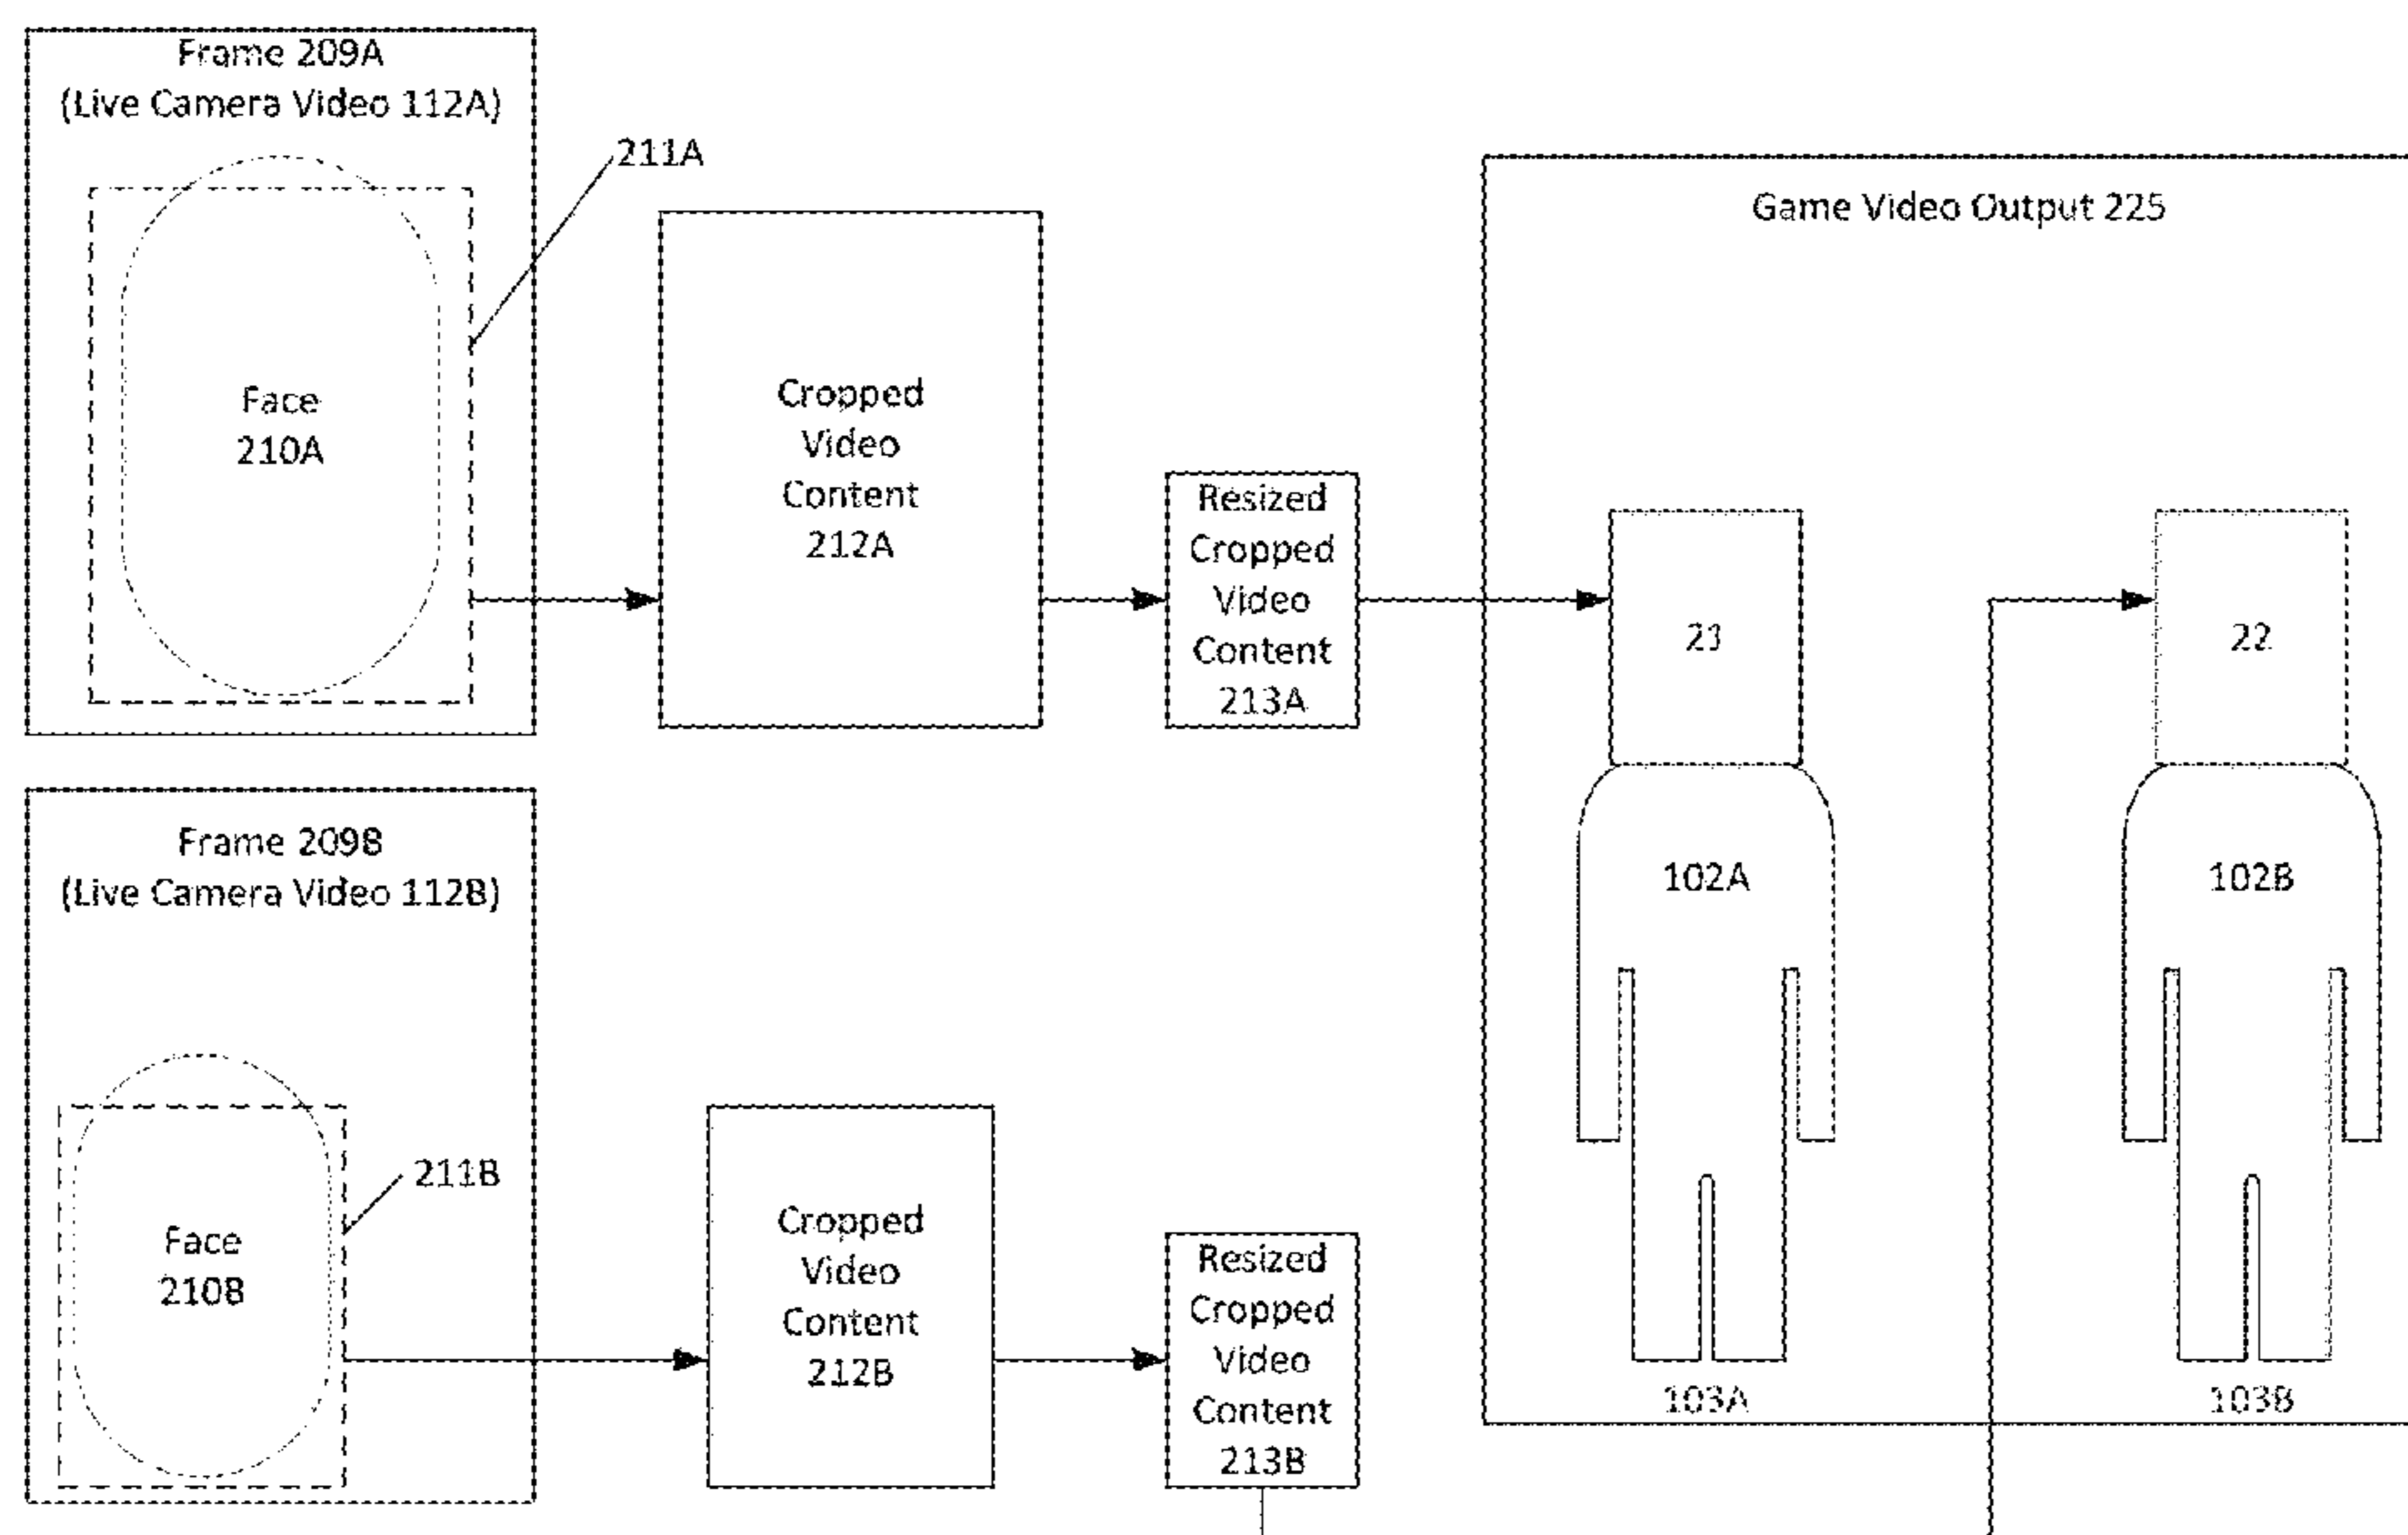 Frame 209A
(Live Camera Video 112A)
211A
Face
210A
Cropped
Video
Content
212A
Resized
Cropped
Video
Content
213A
Game Video Output 225
21
22
102A
102B
103A
103B
Frame 209B
(Live Camera Video 112B)
211B
Face
210B
Cropped
Video
Content
212B
Resized
Cropped
Video
Content
213B